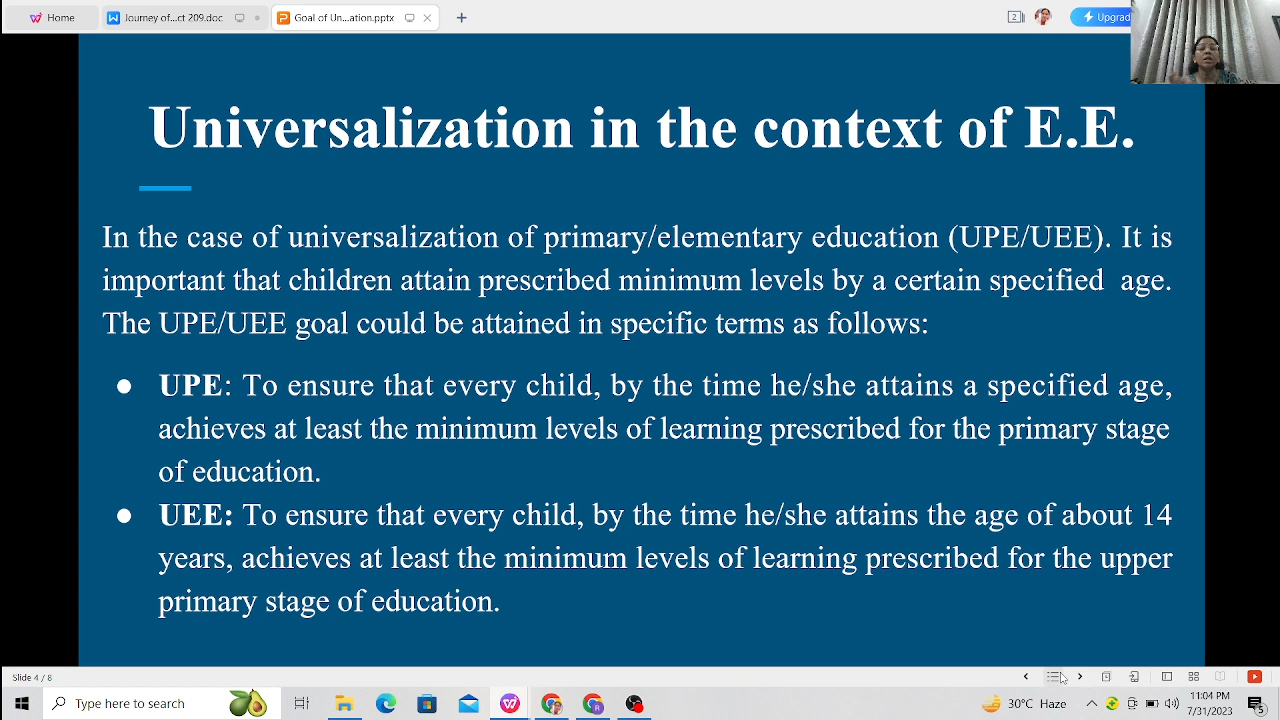 Home
Journey of...ct 209.doc
Goal of Un...ation.pptx
2
Upgrad
Universalization in the context of E.E.
In the case of universalization of primary/elementary education (UPE/UEE). It is
important that children attain prescribed minimum levels by a certain specified age.
The UPE/UEE goal could be attained in specific terms as follows:
● UPE: To ensure that every child, by the time he/she attains a specified age,
achieves at least the minimum levels of learning prescribed for the primary stage
of education.
● UEE: To ensure that every child, by the time he/she attains the age of about 14
years, achieves at least the minimum levels of learning prescribed for the upper
primary stage of education.
Slide 4 / 8
Type here to search
30°C Haze
11:04 PM
7/31/2023
5